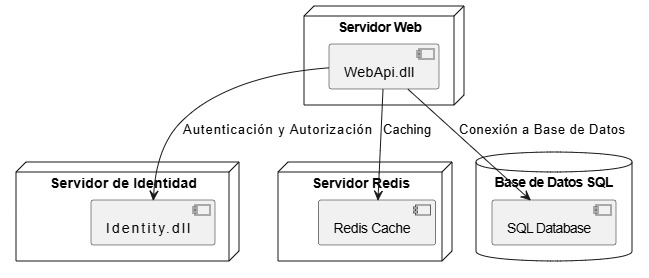 Servidor Web
WebApi.dll
Autenticación y Autorización
Caching
Conexión a Base de Datos
Servidor de Identidad
Identity.dll
Servidor Redis
Redis Cache
Base de Datos SQL
SQL Database